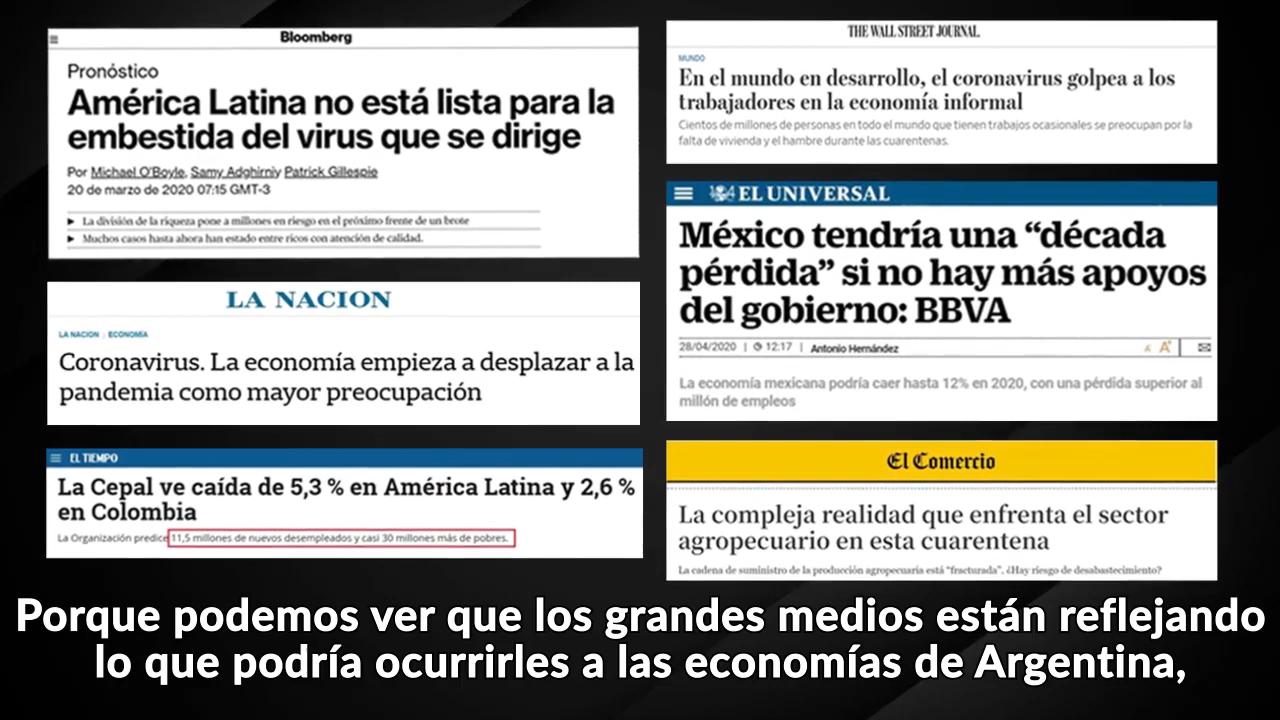 Bloomberg
Pronóstico
América Latina no está lista para la
embestida del virus que se dirige
Por Michael O'Boyle, Samy Adghirniy Patrick Gillespie
20 de marzo de 2020 07:15 GMT-3
La división de la riqueza pone a millones en riesgo en el próximo frente de un brote
Muchos casos hasta ahora han estado entre ricos con atención de calidad.
LA NACION
LA NACION | ECONOMÍA
Coronavirus. La economía empieza a desplazar a la
pandemia como mayor preocupación
EL TIEMPO
La Cepal ve caída de 5,3 % en América Latina y 2,6 %
en Colombia
La Organización predice 11,5 millones de nuevos desempleados y casi 30 millones más de pobres.
THE WALL STREET JOURNAL.
MUNDO
En el mundo en desarrollo, el coronavirus golpea a los
trabajadores en la economía informal
Cientos de millones de personas en todo el mundo que tienen trabajos ocasionales se preocupan por la
falta de vivienda y el hambre durante las cuarentenas.
EL UNIVERSAL
México tendría una “década
pérdida” si no hay más apoyos
del gobierno: BBVA
28/04/2020 | 12:17 | Antonio Hernández A A+
La economía mexicana podría caer hasta 12% en 2020, con una pérdida superior al
millón de empleos
El Comercio
La compleja realidad que enfrenta el sector
agropecuario en esta cuarentena
La cadena de suministro de la producción agropecuaria está “fracturada”. ¿Hay riesgo de desabastecimiento?
Porque podemos ver que los grandes medios están reflejando
lo que podría ocurrirles a las economías de Argentina,